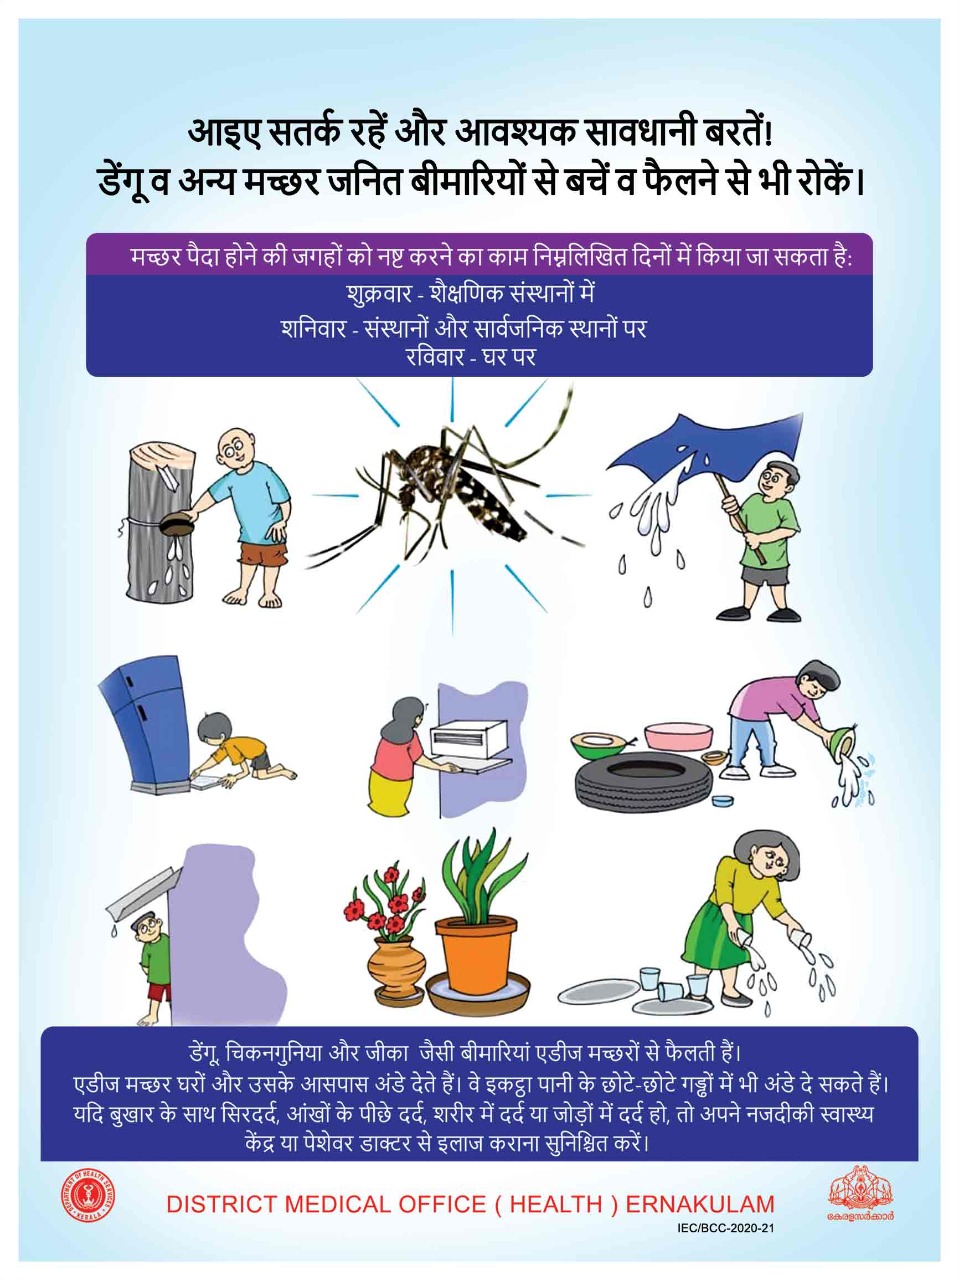 आइए सतर्क रहें और आवश्यक सावधानी बरतें!
डेंगू व अन्य मच्छर जनित बीमारियों से बचें व फैलने से भी रोकें।
मच्छर पैदा होने की जगहों को नष्ट करने का काम निम्नलिखित दिनों में किया जा सकता है:
शुक्रवार - शैक्षणिक संस्थानों में
शनिवार - संस्थानों और सार्वजनिक स्थानों पर
रविवार - घर पर
डेंगू, चिकनगुनिया और जीका जैसी बीमारियां एडीज मच्छरों से फैलती हैं।
एडीज मच्छर घरों और उसके आसपास अंडे देते हैं। वे इकट्ठा पानी के छोटे-छोटे गड्ढों में भी अंडे दे सकते हैं।
यदि बुखार के साथ सिरदर्द, आंखों के पीछे दर्द, शरीर में दर्द या जोड़ों में दर्द हो, तो अपने नजदीकी स्वास्थ्य
केंद्र या पेशेवर डाक्टर से इलाज कराना सुनिश्चित करें।
DEPARTMENT OF HEALTH SERVICES
KERALA
DISTRICT MEDICAL OFFICE ( HEALTH ) ERNAKULAM
കേരളസർക്കാർ
IEC/BCC-2020-21